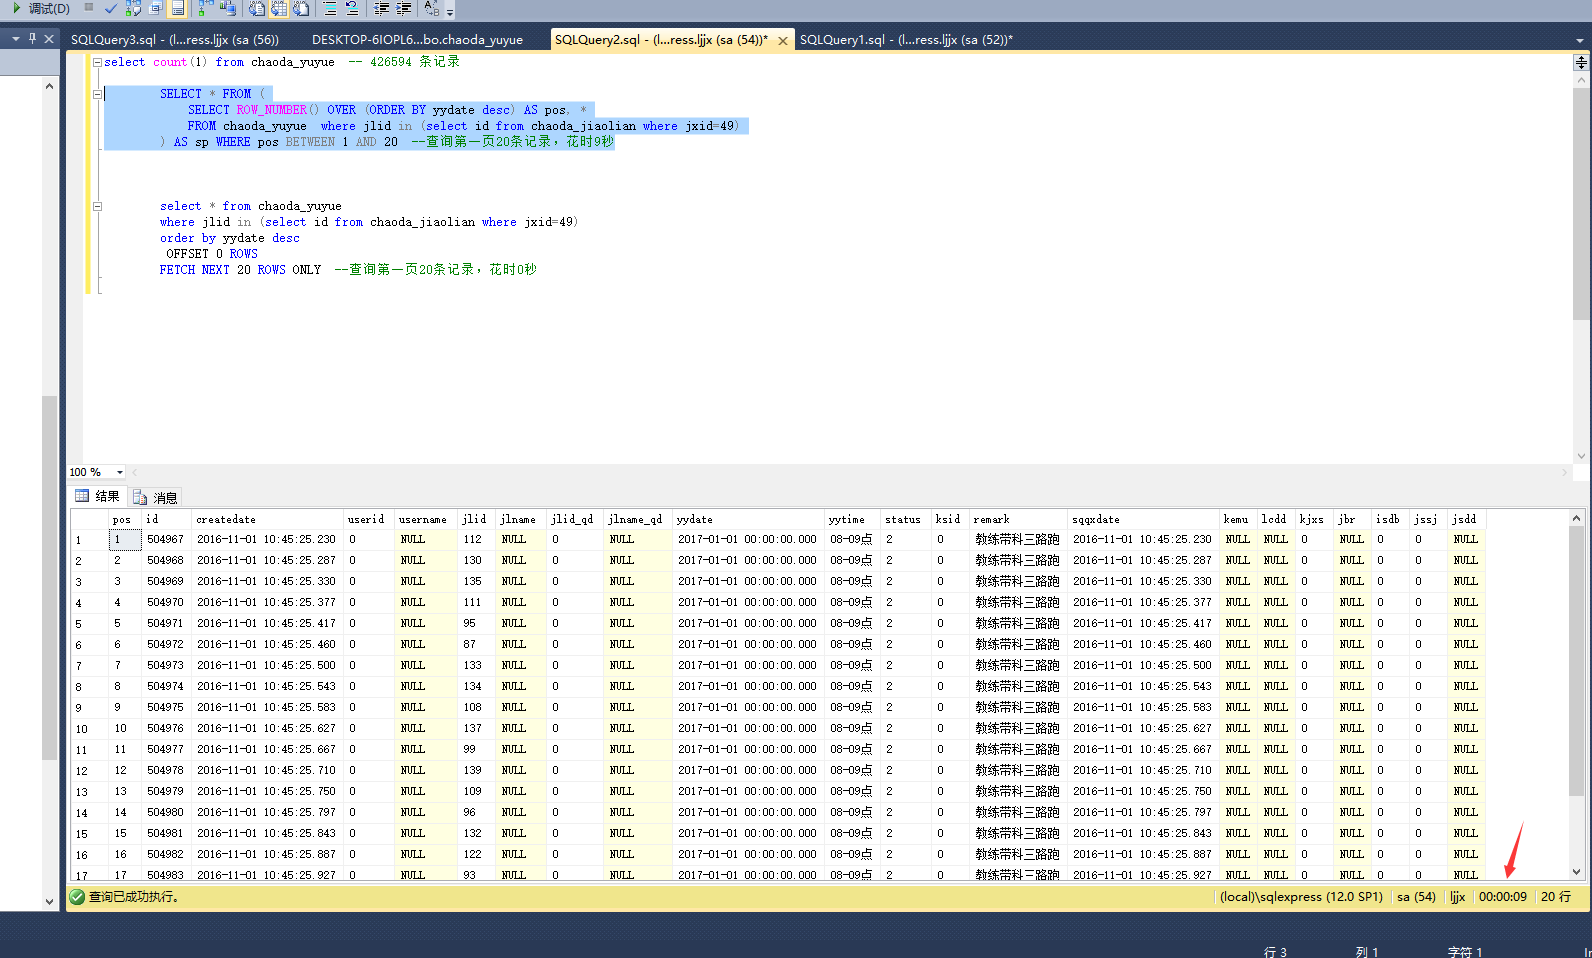 调试(D)
SQLQuery3.sql - (l...ress.ljjx (sa (56)) DESKTOP-6IOPL6...bo.chaoda_yuyue SQLQuery2.sql - (l...ress.ljjx (sa (54))* SQLQuery1.sql - (l...ress.ljjx (sa (52))*
select count(1) from chaoda_yuyue -- 426594 条记录
SELECT * FROM (
SELECT ROW_NUMBER() OVER (ORDER BY yydate desc) AS pos, *
FROM chaoda_yuyue where jlid in (select id from chaoda_jiaolian where jxid=49)
) AS sp WHERE pos BETWEEN 1 AND 20 --查询第一页20条记录，花时9秒
select * from chaoda_yuyue
where jlid in (select id from chaoda_jiaolian where jxid=49)
order by yydate desc
OFFSET 0 ROWS
FETCH NEXT 20 ROWS ONLY --查询第一页20条记录，花时0秒
100 %
结果 消息
pos id createdate userid username jlid jlname jlid_qd jlname_qd yydate yytime status ksid remark sqqxdate kemu lcdd kjxs jbr isdb jssj jsdd
1 1 504967 2016-11-01 10:45:25.230 0 NULL 112 NULL 0 NULL 2017-01-01 00:00:00.000 08-09点 2 0 教练带科三路跑 2016-11-01 10:45:25.230 NULL NULL 0 NULL 0 0 NULL
2 2 504968 2016-11-01 10:45:25.287 0 NULL 130 NULL 0 NULL 2017-01-01 00:00:00.000 08-09点 2 0 教练带科三路跑 2016-11-01 10:45:25.287 NULL NULL 0 NULL 0 0 NULL
3 3 504969 2016-11-01 10:45:25.330 0 NULL 135 NULL 0 NULL 2017-01-01 00:00:00.000 08-09点 2 0 教练带科三路跑 2016-11-01 10:45:25.330 NULL NULL 0 NULL 0 0 NULL
4 4 504970 2016-11-01 10:45:25.377 0 NULL 111 NULL 0 NULL 2017-01-01 00:00:00.000 08-09点 2 0 教练带科三路跑 2016-11-01 10:45:25.377 NULL NULL 0 NULL 0 0 NULL
5 5 504971 2016-11-01 10:45:25.417 0 NULL 95 NULL 0 NULL 2017-01-01 00:00:00.000 08-09点 2 0 教练带科三路跑 2016-11-01 10:45:25.417 NULL NULL 0 NULL 0 0 NULL
6 6 504972 2016-11-01 10:45:25.460 0 NULL 87 NULL 0 NULL 2017-01-01 00:00:00.000 08-09点 2 0 教练带科三路跑 2016-11-01 10:45:25.460 NULL NULL 0 NULL 0 0 NULL
7 7 504973 2016-11-01 10:45:25.500 0 NULL 133 NULL 0 NULL 2017-01-01 00:00:00.000 08-09点 2 0 教练带科三路跑 2016-11-01 10:45:25.500 NULL NULL 0 NULL 0 0 NULL
8 8 504974 2016-11-01 10:45:25.543 0 NULL 134 NULL 0 NULL 2017-01-01 00:00:00.000 08-09点 2 0 教练带科三路跑 2016-11-01 10:45:25.543 NULL NULL 0 NULL 0 0 NULL
9 9 504975 2016-11-01 10:45:25.583 0 NULL 108 NULL 0 NULL 2017-01-01 00:00:00.000 08-09点 2 0 教练带科三路跑 2016-11-01 10:45:25.583 NULL NULL 0 NULL 0 0 NULL
10 10 504976 2016-11-01 10:45:25.627 0 NULL 137 NULL 0 NULL 2017-01-01 00:00:00.000 08-09点 2 0 教练带科三路跑 2016-11-01 10:45:25.627 NULL NULL 0 NULL 0 0 NULL
11 11 504977 2016-11-01 10:45:25.667 0 NULL 99 NULL 0 NULL 2017-01-01 00:00:00.000 08-09点 2 0 教练带科三路跑 2016-11-01 10:45:25.667 NULL NULL 0 NULL 0 0 NULL
12 12 504978 2016-11-01 10:45:25.710 0 NULL 139 NULL 0 NULL 2017-01-01 00:00:00.000 08-09点 2 0 教练带科三路跑 2016-11-01 10:45:25.710 NULL NULL 0 NULL 0 0 NULL
13 13 504979 2016-11-01 10:45:25.750 0 NULL 109 NULL 0 NULL 2017-01-01 00:00:00.000 08-09点 2 0 教练带科三路跑 2016-11-01 10:45:25.750 NULL NULL 0 NULL 0 0 NULL
14 14 504980 2016-11-01 10:45:25.797 0 NULL 96 NULL 0 NULL 2017-01-01 00:00:00.000 08-09点 2 0 教练带科三路跑 2016-11-01 10:45:25.797 NULL NULL 0 NULL 0 0 NULL
15 15 504981 2016-11-01 10:45:25.843 0 NULL 132 NULL 0 NULL 2017-01-01 00:00:00.000 08-09点 2 0 教练带科三路跑 2016-11-01 10:45:25.843 NULL NULL 0 NULL 0 0 NULL
16 16 504982 2016-11-01 10:45:25.887 0 NULL 122 NULL 0 NULL 2017-01-01 00:00:00.000 08-09点 2 0 教练带科三路跑 2016-11-01 10:45:25.887 NULL NULL 0 NULL 0 0 NULL
17 17 504983 2016-11-01 10:45:25.927 0 NULL 93 NULL 0 NULL 2017-01-01 00:00:00.000 08-09点 2 0 教练带科三路跑 2016-11-01 10:45:25.927 NULL NULL 0 NULL 0 0 NULL
查询已成功执行。 (local)\sqlexpress (12.0 SP1) sa (54) ljjx 00:00:09 20 行
行 3 列 1 字符 1 In